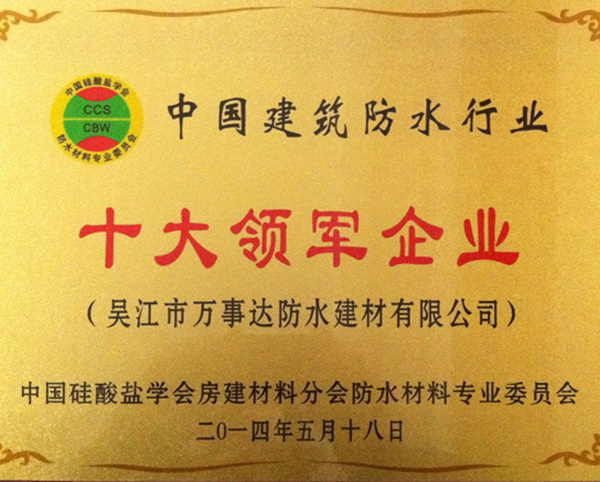 中国硅酸盐学会
CCS
CBW
防水材料专业委员会
中国建筑防水行业
十大领军企业
（吴江市万事达防水建材有限公司）
中国硅酸盐学会房建材料分会防水材料专业委员会
二0一四年五月十八日